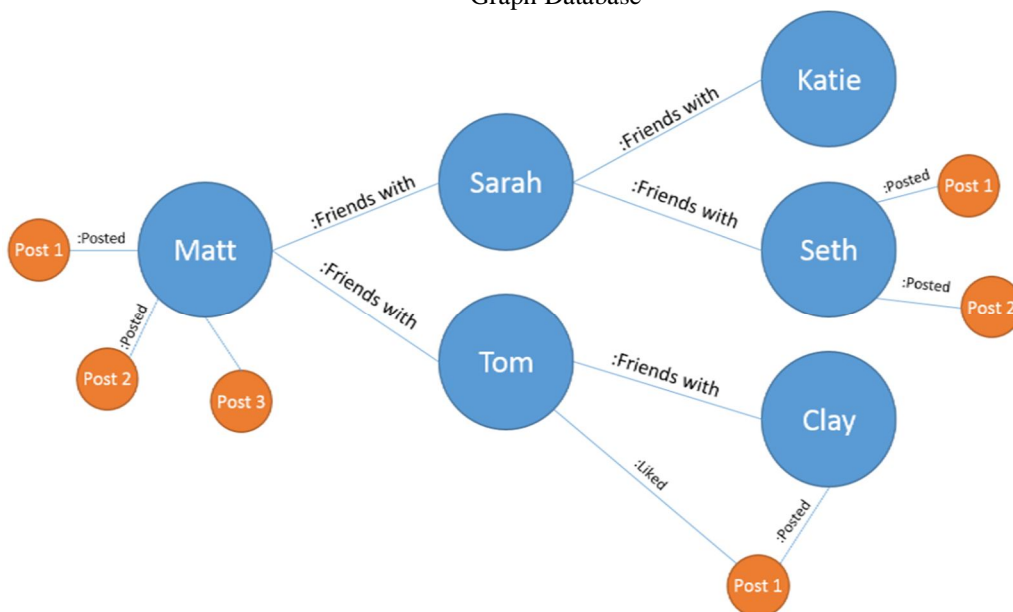 Graph Database
Katie
:Friends with
Sarah
:Friends with
:Posted
Post 1
:Friends with
Seth
Matt
:Posted
Post 1
:Posted
Post 2
:Friends with
:Posted
Post 2
Post 3
Tom
:Friends with
Clay
:Liked
:Posted
Post 1